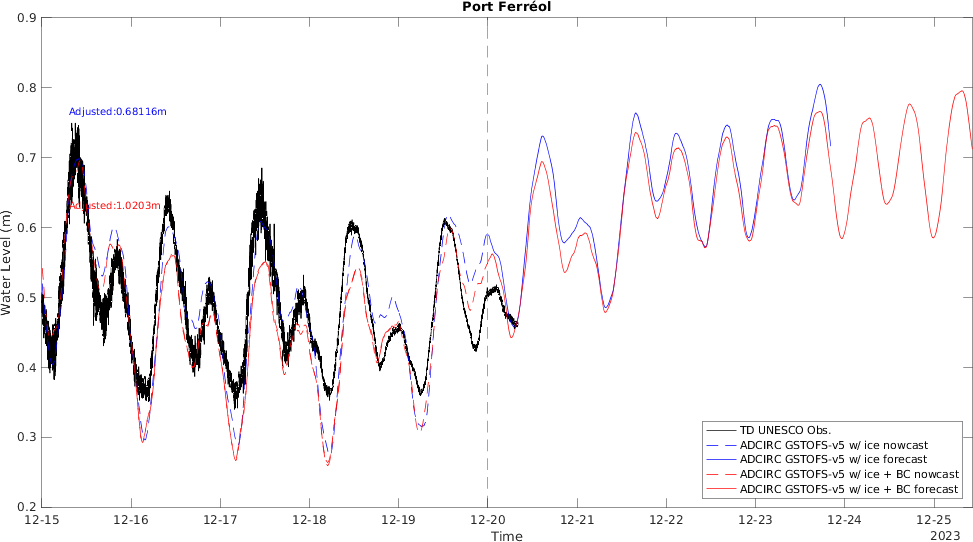 Port Ferréol
0.9
0.8
0.7
0.6
0.5
0.4
0.3
0.2
Water Level (m)
Adjusted:0.68116m
Adjusted:1.0203m
TD UNESCO Obs.
ADCIRC GSTOFS-v5 w/ ice nowcast
ADCIRC GSTOFS-v5 w/ ice forecast
ADCIRC GSTOFS-v5 w/ ice + BC nowcast
ADCIRC GSTOFS-v5 w/ ice + BC forecast
12-15 12-16 12-17 12-18 12-19 12-20 12-21 12-22 12-23 12-24 12-25
Time
2023